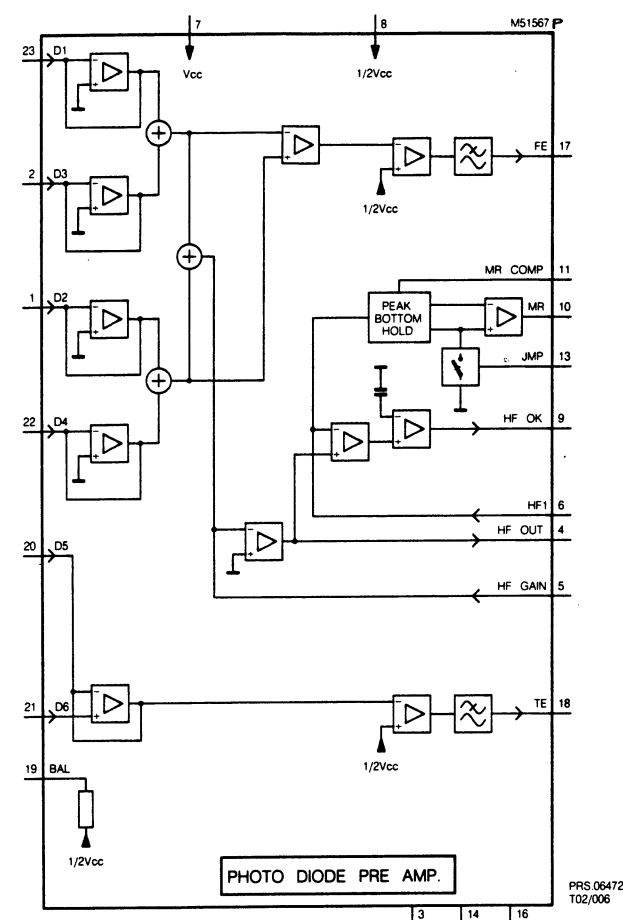 7
8
M51567P
23 D1
-
+
Vcc
1/2Vcc
+
-
+
-
+
FE 17
2 D3
-
+
1/2Vcc
+
MR COMP 11
1 D2
-
+
PEAK
BOTTOM
HOLD
-
+
MR 10
JMP 13
+
22 D4
-
+
-
+
-
+
HF OK 9
HF1 6
-
+
HF OUT 4
20 D5
HF GAIN 5
-
+
-
+
TE 18
21 D6
1/2Vcc
19 BAL
1/2Vcc
PHOTO DIODE PRE AMP.
PRS.06472
T02/006
3
14
16